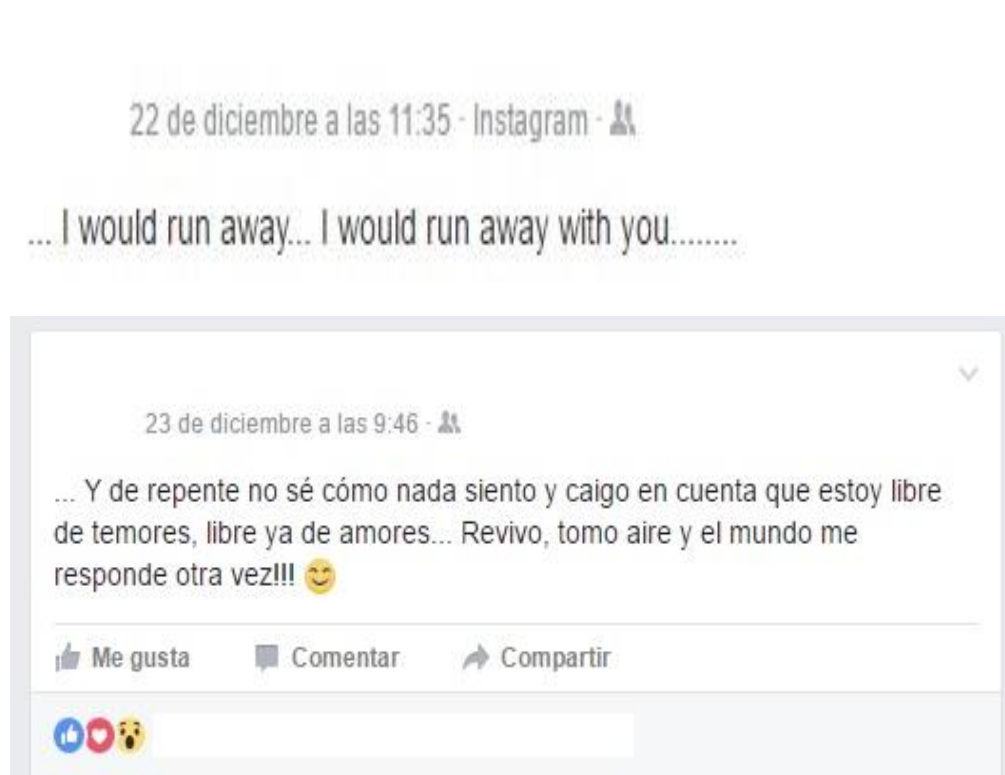 22 de diciembre a las 11:35 · Instagram ·
... I would run away... I would run away with you........
23 de diciembre a las 9:46 ·
... Y de repente no sé cómo nada siento y caigo en cuenta que estoy libre
de temores, libre ya de amores... Revivo, tomo aire y el mundo me
responde otra vez!!! 😊
Me gusta Comentar Compartir